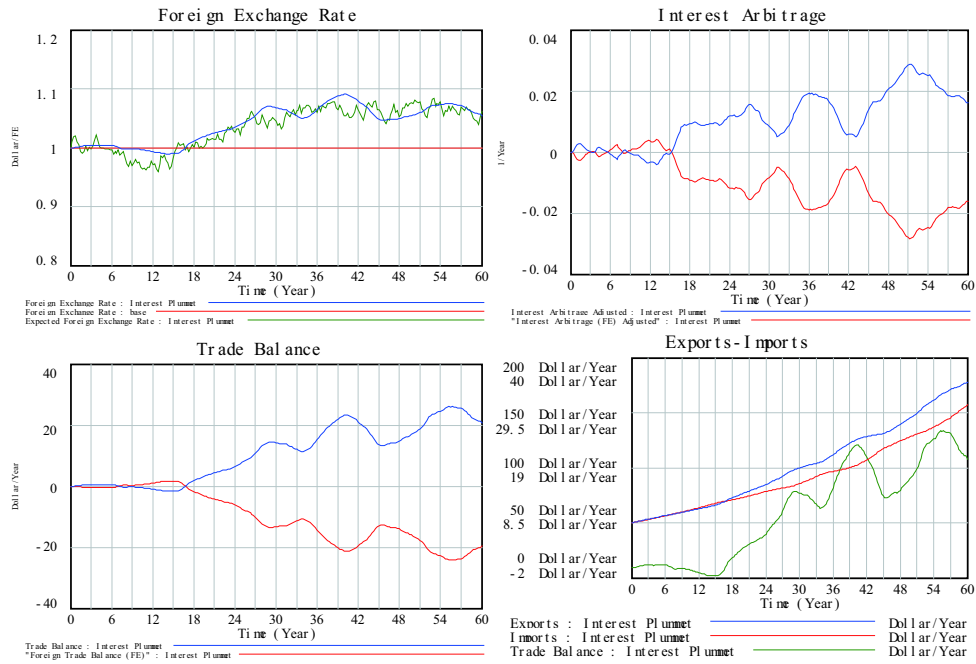 Foreign Exchange Rate
1.2
1.1
1
0.9
0.8
Dollar/FE
0 6 12 18 24 30 36 42 48 54 60
Time (Year)
Foreign Exchange Rate : Interest Plummet
Foreign Exchange Rate : base
Expected Foreign Exchange Rate : Interest Plummet
Interest Arbitrage
0.04
0.02
0
-0.02
-0.04
1/Year
0 6 12 18 24 30 36 42 48 54 60
Time (Year)
Interest Arbitrage Adjusted : Interest Plummet
"Interest Arbitrage (FE) Adjusted" : Interest Plummet
Trade Balance
40
20
0
-20
-40
Dollar/Year
0 6 12 18 24 30 36 42 48 54 60
Time (Year)
Trade Balance : Interest Plummet
"Foreign Trade Balance (FE)" : Interest Plummet
Exports-Imports
200 Dollar/Year
40 Dollar/Year
150 Dollar/Year
29.5 Dollar/Year
100 Dollar/Year
19 Dollar/Year
50 Dollar/Year
8.5 Dollar/Year
0 Dollar/Year
-2 Dollar/Year
0 6 12 18 24 30 36 42 48 54 60
Time (Year)
Exports : Interest Plummet Dollar/Year
Imports : Interest Plummet Dollar/Year
Trade Balance : Interest Plummet Dollar/Year